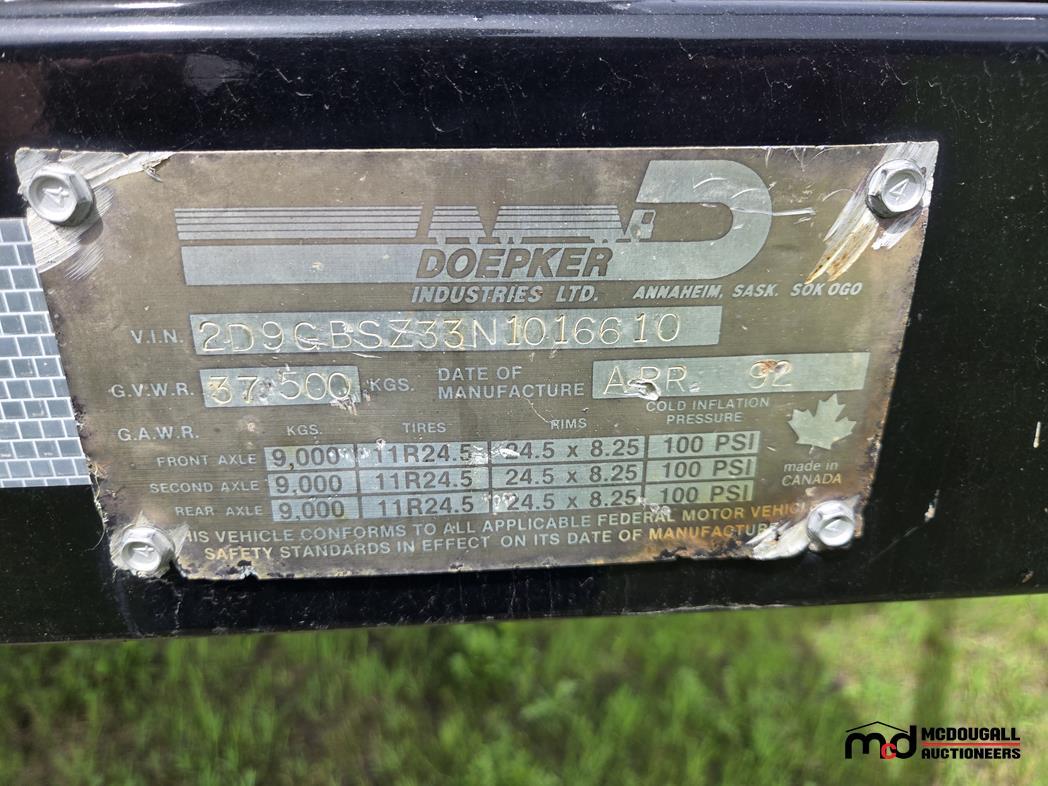 DOEPKER
INDUSTRIES LTD. ANNAHEIM, SASK. S0K 0G0
V.I.N. 2D9GBSZ33N1016610
G.V.W.R. 37,500 KGS. DATE OF MANUFACTURE APR. 92
G.A.W.R. KGS. TIRES RIMS COLD INFLATION PRESSURE
FRONT AXLE 9,000 11R24.5 24.5 x 8.25 100 PSI
SECOND AXLE 9,000 11R24.5 24.5 x 8.25 100 PSI
REAR AXLE 9,000 11R24.5 24.5 x 8.25 100 PSI
made in
CANADA
THIS VEHICLE CONFORMS TO ALL APPLICABLE FEDERAL MOTOR VEHICLE
SAFETY STANDARDS IN EFFECT ON ITS DATE OF MANUFACTURE
mcd MCDOUGALL
AUCTIONEERS